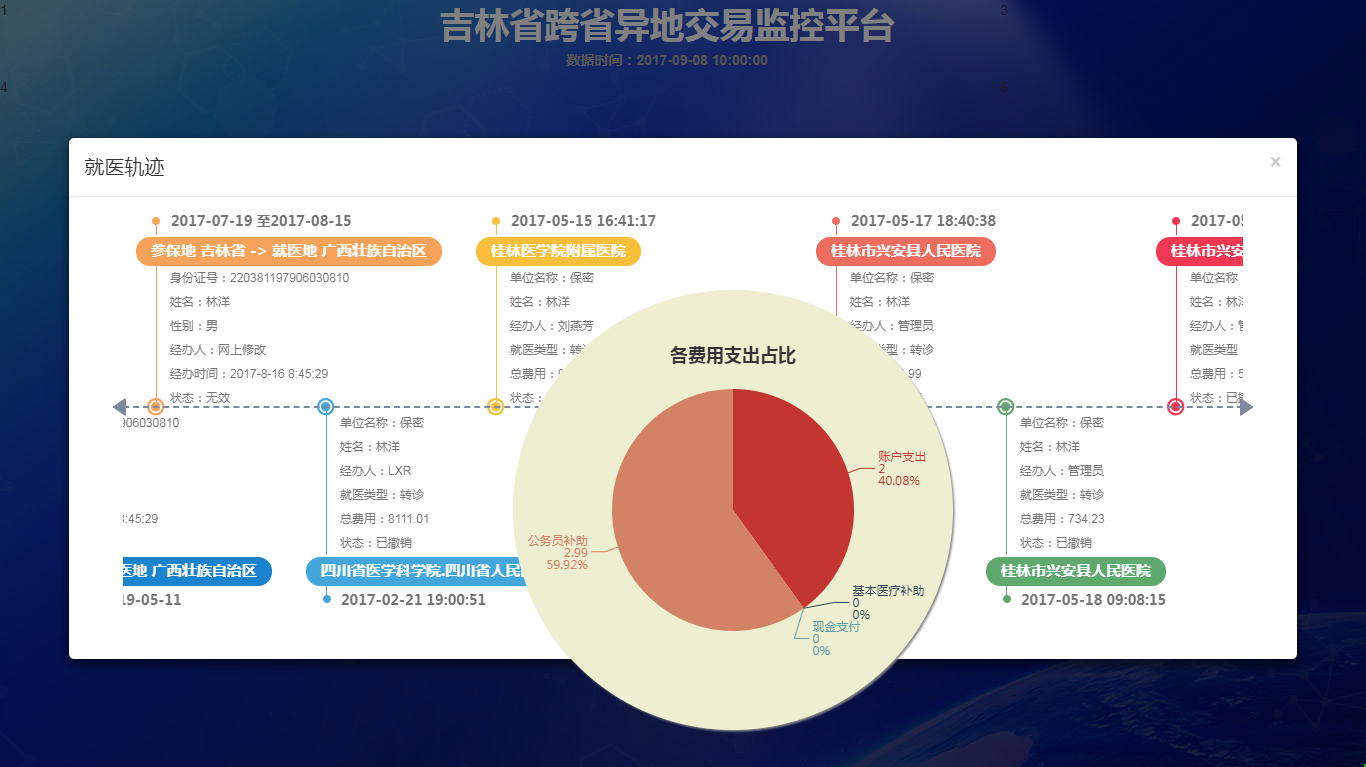 1
吉林省跨省异地交易监控平台
3
数据时间：2017-09-08 10:00:00
4
6
就医轨迹
×
2017-07-19 至2017-08-15
参保地 吉林省 -> 就医地 广西壮族自治区
身份证号：220381197906030810
姓名：林洋
性别：男
经办人：网上修改
经办时间：2017-8-16 8:45:29
状态：无效
2017-05-15 16:41:17
桂林医学院附属医院
单位名称：保密
姓名：林洋
经办人：刘燕芳
就医类型：转诊
总费用：
状态：
2017-05-17 18:40:38
桂林市兴安县人民医院
单位名称：保密
姓名：林洋
经办人：管理员
就医类型：转诊
.99
2017-05
桂林市兴安
单位名称
姓名：林洋
经办人：管
就医类型
总费用：5
状态：已撤
906030810
:45:29
医地 广西壮族自治区
19-05-11
单位名称：保密
姓名：林洋
经办人：LXR
就医类型：转诊
总费用：8111.01
状态：已撤销
四川省医学科学院.四川省人民
2017-02-21 19:00:51
各费用支出占比
账户支出
2
40.08%
公务员补助
2.99
59.92%
基本医疗补助
0
0%
现金支付
0
0%
单位名称：保密
姓名：林洋
经办人：管理员
就医类型：转诊
总费用：734.23
状态：已撤销
桂林市兴安县人民医院
2017-05-18 09:08:15